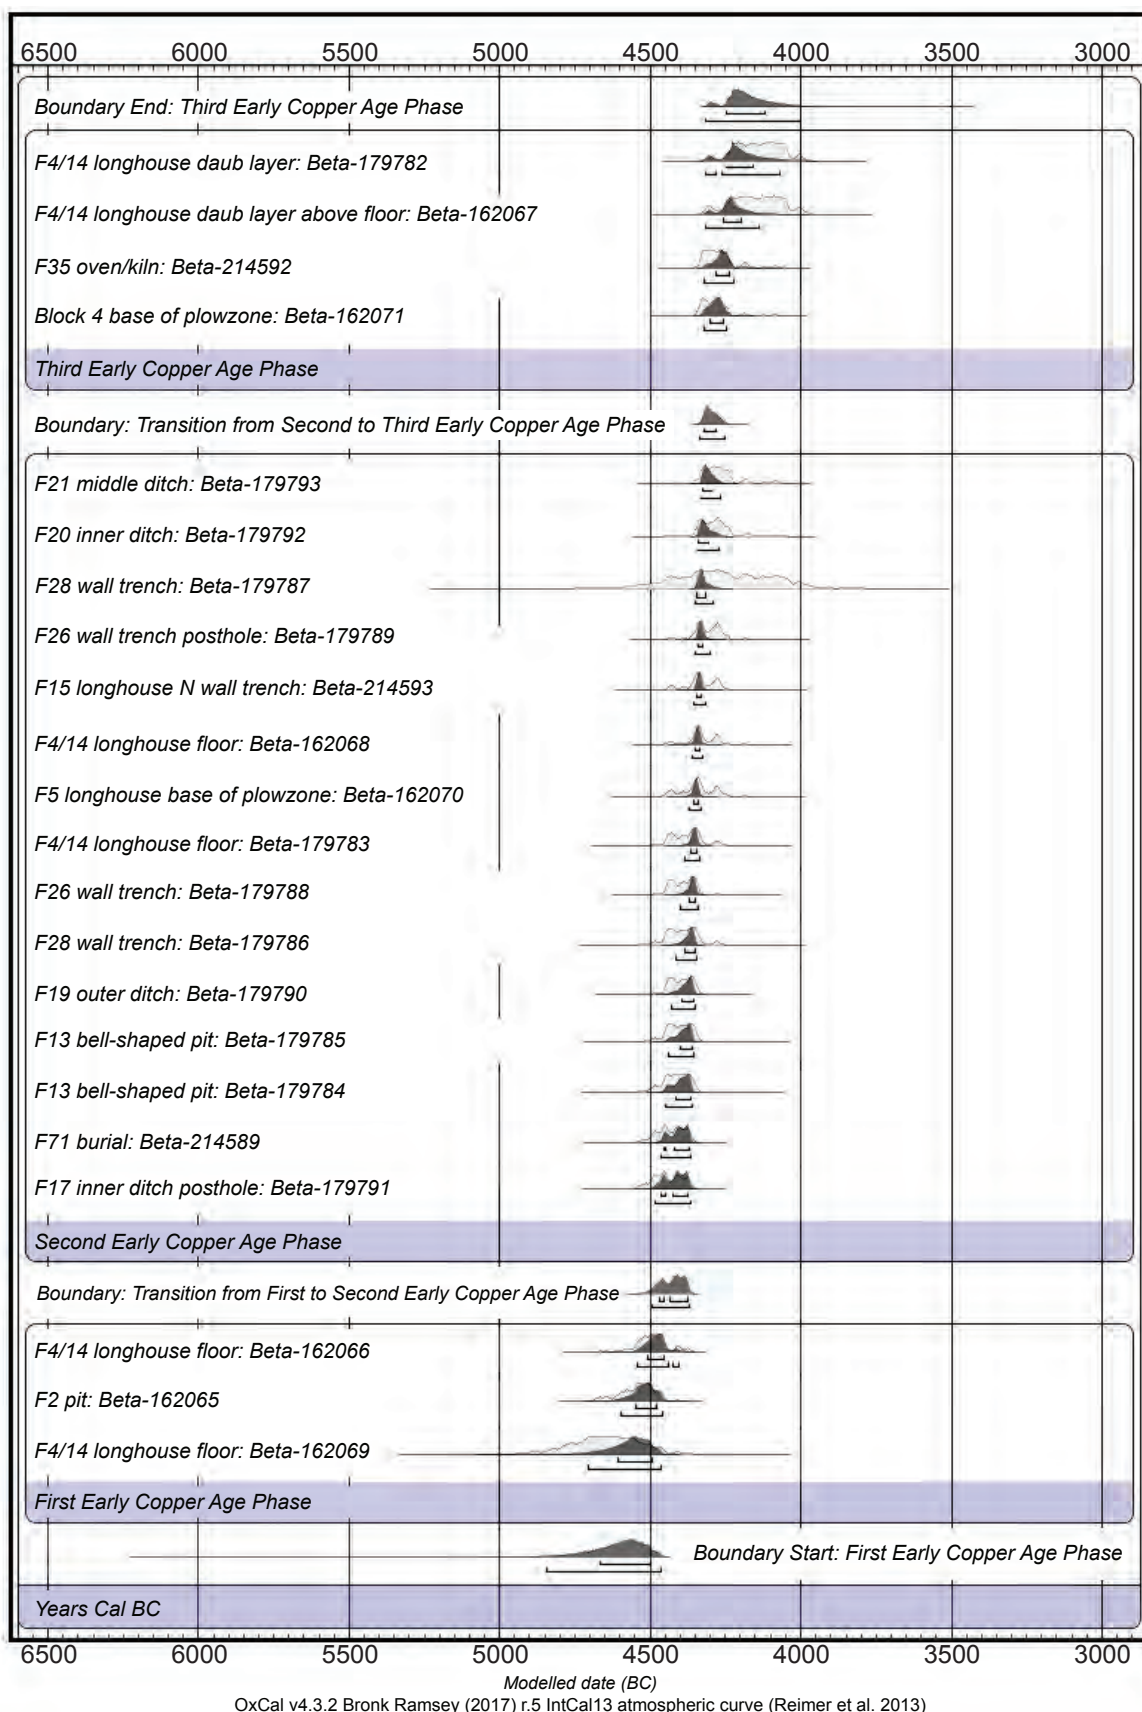 6500 6000 5500 5000 4500 4000 3500 3000
Boundary End: Third Early Copper Age Phase
F4/14 longhouse daub layer: Beta-179782
F4/14 longhouse daub layer above floor: Beta-162067
F35 oven/kiln: Beta-214592
Block 4 base of plowzone: Beta-162071
Third Early Copper Age Phase
Boundary: Transition from Second to Third Early Copper Age Phase
F21 middle ditch: Beta-179793
F20 inner ditch: Beta-179792
F28 wall trench: Beta-179787
F26 wall trench posthole: Beta-179789
F15 longhouse N wall trench: Beta-214593
F4/14 longhouse floor: Beta-162068
F5 longhouse base of plowzone: Beta-162070
F4/14 longhouse floor: Beta-179783
F26 wall trench: Beta-179788
F28 wall trench: Beta-179786
F19 outer ditch: Beta-179790
F13 bell-shaped pit: Beta-179785
F13 bell-shaped pit: Beta-179784
F71 burial: Beta-214589
F17 inner ditch posthole: Beta-179791
Second Early Copper Age Phase
Boundary: Transition from First to Second Early Copper Age Phase
F4/14 longhouse floor: Beta-162066
F2 pit: Beta-162065
F4/14 longhouse floor: Beta-162069
First Early Copper Age Phase
Boundary Start: First Early Copper Age Phase
Years Cal BC
6500 6000 5500 5000 4500 4000 3500 3000
Modelled date (BC)
OxCal v4.3.2 Bronk Ramsey (2017) r.5 IntCal13 atmospheric curve (Reimer et al. 2013)